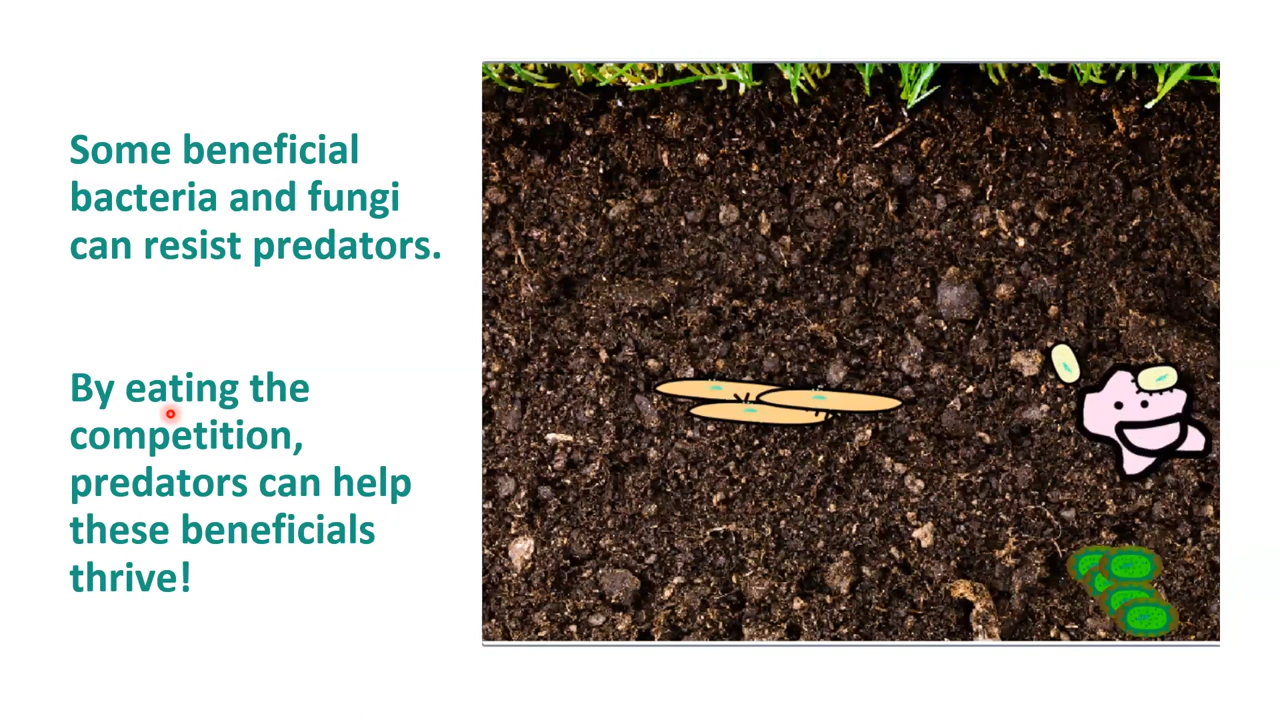 Some beneficial
bacteria and fungi
can resist predators.
By eating the
competition,
predators can help
these beneficials
thrive!